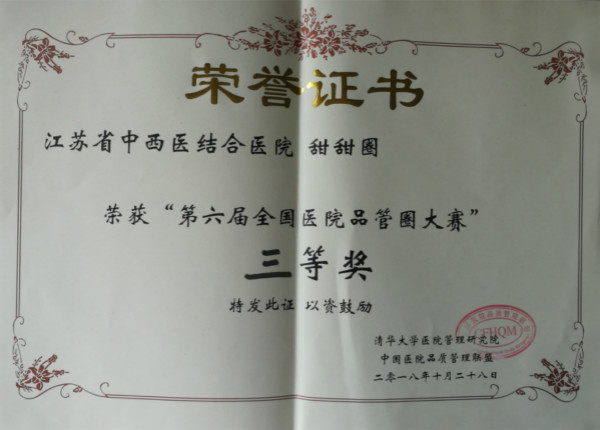 荣誉证书
江苏省中西医结合医院 甜甜圈
荣获“第六届全国医院品管圈大赛”
三等奖
特发此证 以资鼓励
清华大学医院管理研究院
中国医院品质管理联盟
二零一八年十月二十八日
CHQM